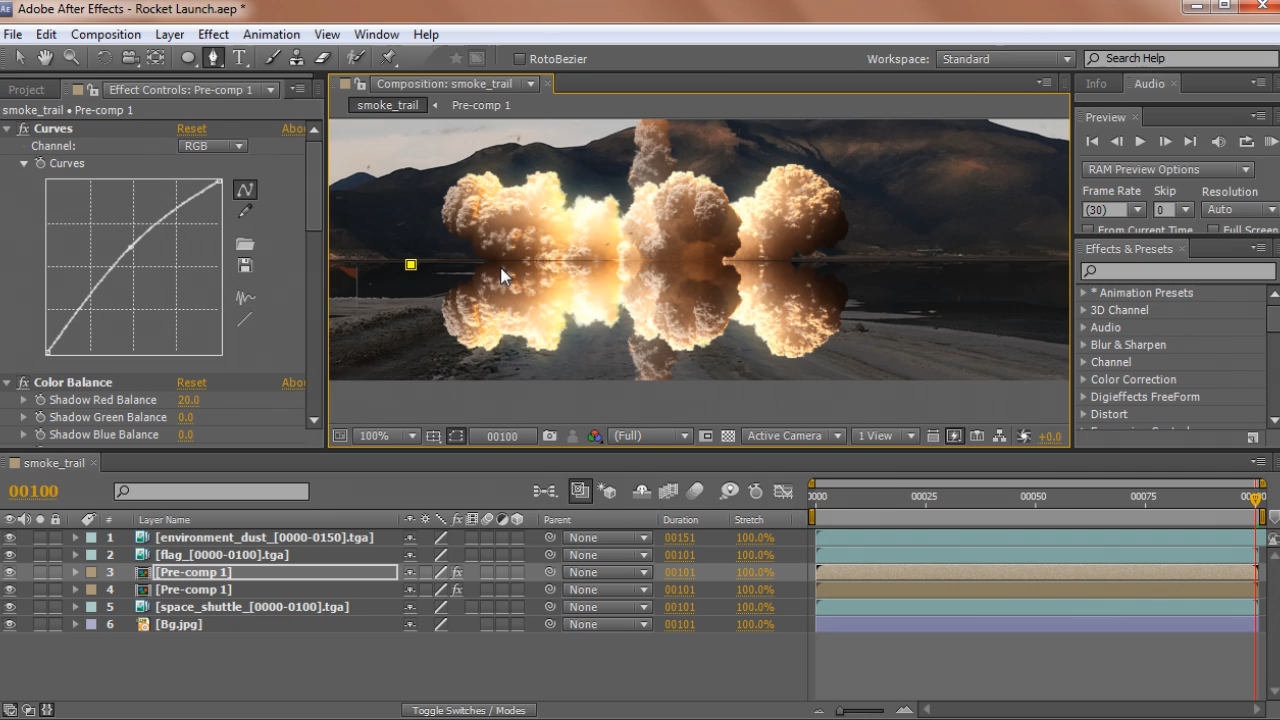 Adobe After Effects - Rocket Launch.aep *
File Edit Composition Layer Effect Animation View Window Help
RotoBezier
Workspace: Standard
Search Help
Project
Effect Controls: Pre-comp 1
smoke_trail • Pre-comp 1
fx Curves Reset Abou
Channel: RGB
Curves
fx Color Balance Reset Abou
Shadow Red Balance 20.0
Shadow Green Balance 0.0
Shadow Blue Balance 0.0
Composition: smoke_trail
smoke_trail Pre-comp 1
100% 00100 (Full) Active Camera 1 View +0.0
Info Audio
Preview
RAM Preview Options
Frame Rate Skip Resolution
(30) 0 Auto
From Current Time Full Screen
Effects & Presets
* Animation Presets
3D Channel
Audio
Blur & Sharpen
Channel
Color Correction
Digieffects FreeForm
Distort
smoke_trail
00100
0000 00025 00050 00075
# Layer Name Parent Duration Stretch
1 [environment_dust_[0000-0150].tga] None 00151 100.0%
2 [flag_[0000-0100].tga] None 00101 100.0%
3 [Pre-comp 1] fx None 00101 100.0%
4 [Pre-comp 1] fx None 00101 100.0%
5 [space_shuttle_[0000-0100].tga] None 00101 100.0%
6 [Bg.jpg] None 00101 100.0%
Toggle Switches / Modes